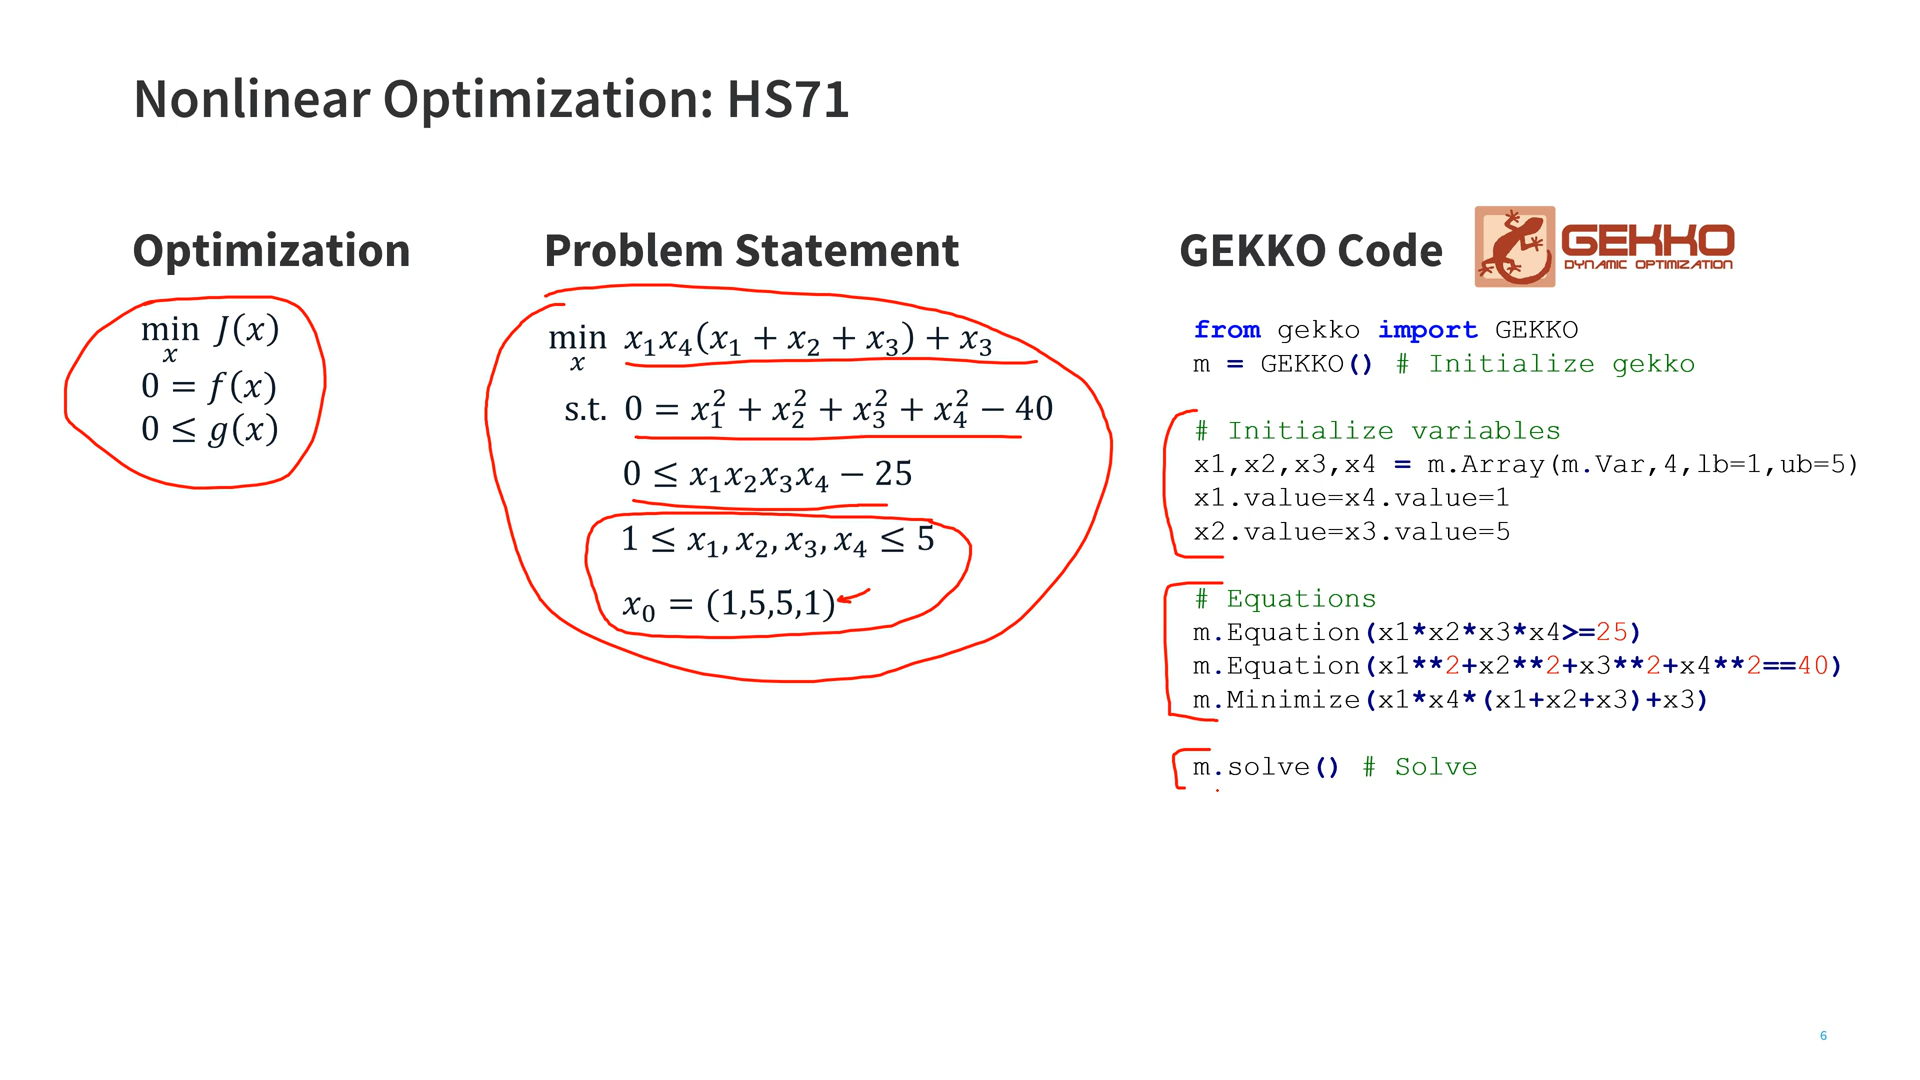 Nonlinear Optimization: HS71
Optimization
min J(x)
x
0 = f(x)
0 ≤ g(x)
Problem Statement
min x₁x₄(x₁ + x₂ + x₃) + x₃
x
s.t. 0 = x₁² + x₂² + x₃² + x₄² − 40
0 ≤ x₁x₂x₃x₄ − 25
1 ≤ x₁, x₂, x₃, x₄ ≤ 5
x₀ = (1,5,5,1)
GEKKO Code
GEKKO
DYNAMIC OPTIMIZATION
from gekko import GEKKO
m = GEKKO() # Initialize gekko
# Initialize variables
x1,x2,x3,x4 = m.Array(m.Var,4,lb=1,ub=5)
x1.value=x4.value=1
x2.value=x3.value=5
# Equations
m.Equation(x1*x2*x3*x4>=25)
m.Equation(x1**2+x2**2+x3**2+x4**2==40)
m.Minimize(x1*x4*(x1+x2+x3)+x3)
m.solve() # Solve
6